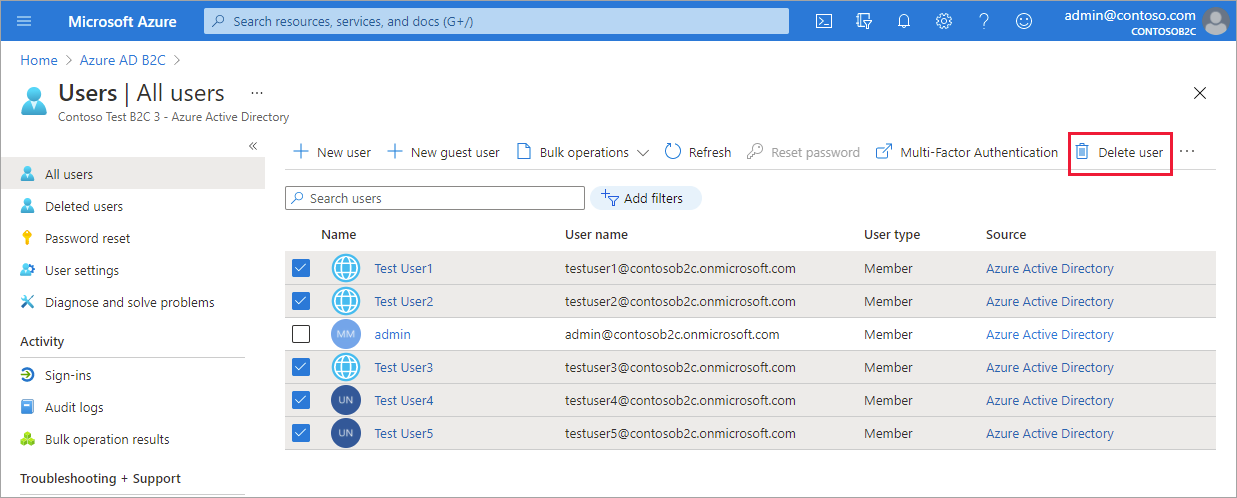 Microsoft Azure
Search resources, services, and docs (G+/)
admin@contoso.com
CONTOSOB2C
Home > Azure AD B2C >
Users | All users ...
Contoso Test B2C 3 - Azure Active Directory
New user
New guest user
Bulk operations
Refresh
Reset password
Multi-Factor Authentication
Delete user
...
All users
Deleted users
Password reset
User settings
Diagnose and solve problems
Activity
Sign-ins
Audit logs
Bulk operation results
Troubleshooting + Support
Search users
Add filters
Name User name User type Source
Test User1 testuser1@contosob2c.onmicrosoft.com Member Azure Active Directory
Test User2 testuser2@contosob2c.onmicrosoft.com Member Azure Active Directory
MM admin admin@contosob2c.onmicrosoft.com Member Azure Active Directory
Test User3 testuser3@contosob2c.onmicrosoft.com Member Azure Active Directory
UN Test User4 testuser4@contosob2c.onmicrosoft.com Member Azure Active Directory
UN Test User5 testuser5@contosob2c.onmicrosoft.com Member Azure Active Directory